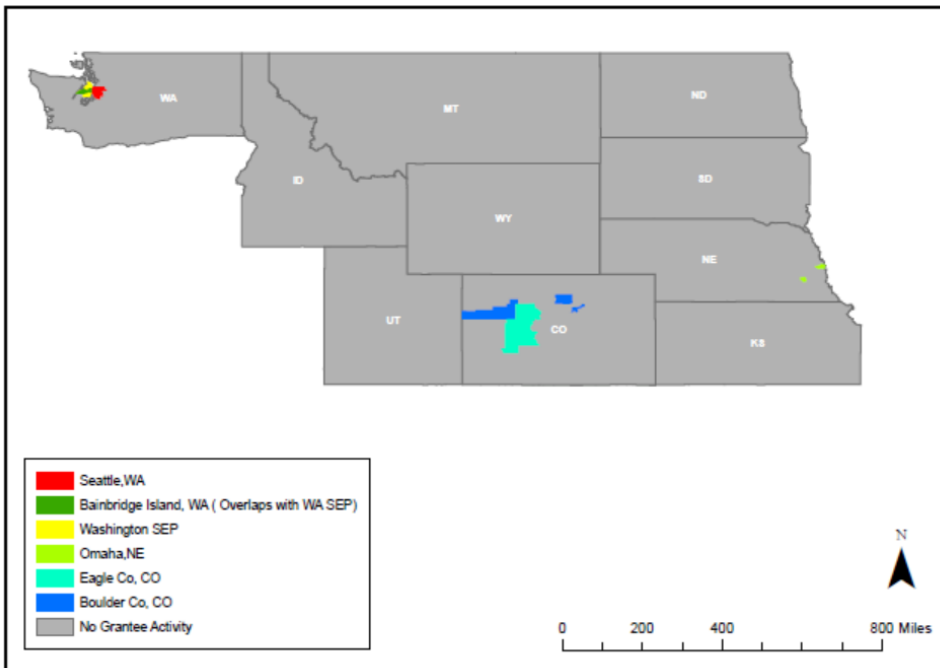 WA
MT
ND
ID
SD
WY
NE
UT
CO
KS
Seattle,WA
Bainbridge Island, WA ( Overlaps with WA SEP)
Washington SEP
Omaha,NE
Eagle Co, CO
Boulder Co, CO
No Grantee Activity
N
0 200 400 800 Miles